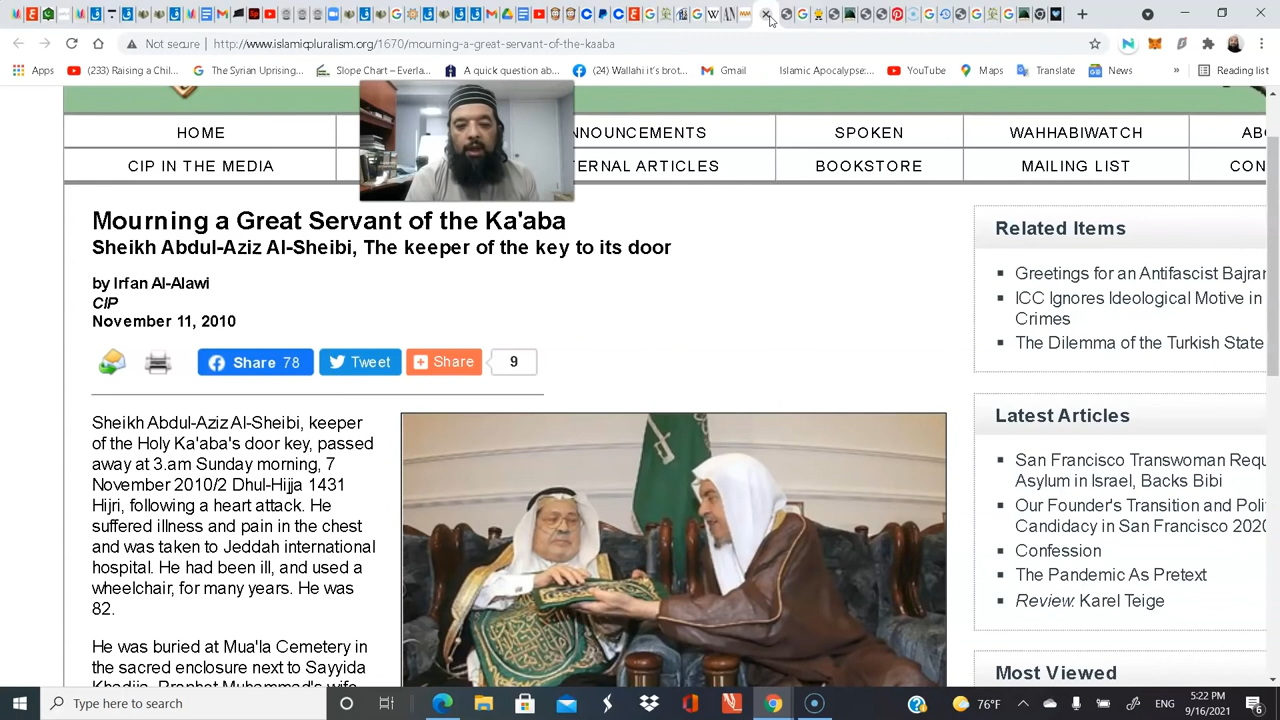 Not secure
http://www.islamicpluralism.org/1670/mourning-a-great-servant-of-the-kaaba
Apps
(233) Raising a Chil...
The Syrian Uprising...
Slope Chart – Everla...
A quick question ab...
(24) Wallahi it's brot...
Gmail
Islamic Apocalypse:...
YouTube
Maps
Translate
News
»
Reading list
HOME
NNOUNCEMENTS
SPOKEN
WAHHABIWATCH
AB
CIP IN THE MEDIA
ERNAL ARTICLES
BOOKSTORE
MAILING LIST
CON
Mourning a Great Servant of the Ka'aba
Sheikh Abdul-Aziz Al-Sheibi, The keeper of the key to its door
by Irfan Al-Alawi
CIP
November 11, 2010
Share 78
Tweet
Share
9
Sheikh Abdul-Aziz Al-Sheibi, keeper
of the Holy Ka'aba's door key, passed
away at 3.am Sunday morning, 7
November 2010/2 Dhul-Hijja 1431
Hijri, following a heart attack. He
suffered illness and pain in the chest
and was taken to Jeddah international
hospital. He had been ill, and used a
wheelchair, for many years. He was
82.
He was buried at Mua'la Cemetery in
the sacred enclosure next to Sayyida
Khadija, Prophet Muhammad's wife
Related Items
Greetings for an Antifascist Bajrar
ICC Ignores Ideological Motive in
Crimes
The Dilemma of the Turkish State
Latest Articles
San Francisco Transwoman Requ
Asylum in Israel, Backs Bibi
Our Founder's Transition and Poli
Candidacy in San Francisco 2020
Confession
The Pandemic As Pretext
Review: Karel Teige
Most Viewed
Type here to search
76°F
ENG
5:22 PM
9/16/2021
6